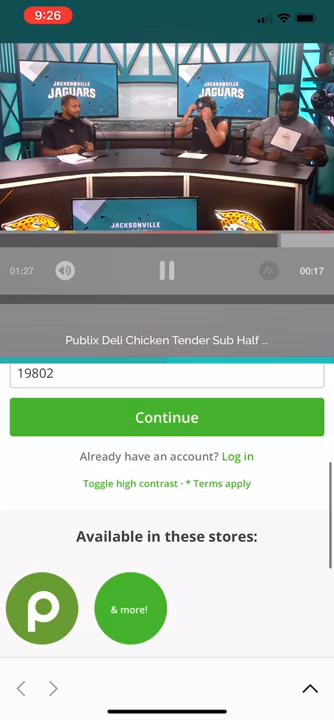 9:26
JACKSONVILLE
JAGUARS
JACKSONVILLE
JAGUARS
JACKSONVILLE
01:27
00:17
Publix Deli Chicken Tender Sub Half ...
19802
Continue
Already have an account? Log in
Toggle high contrast · * Terms apply
Available in these stores:
p
& more!